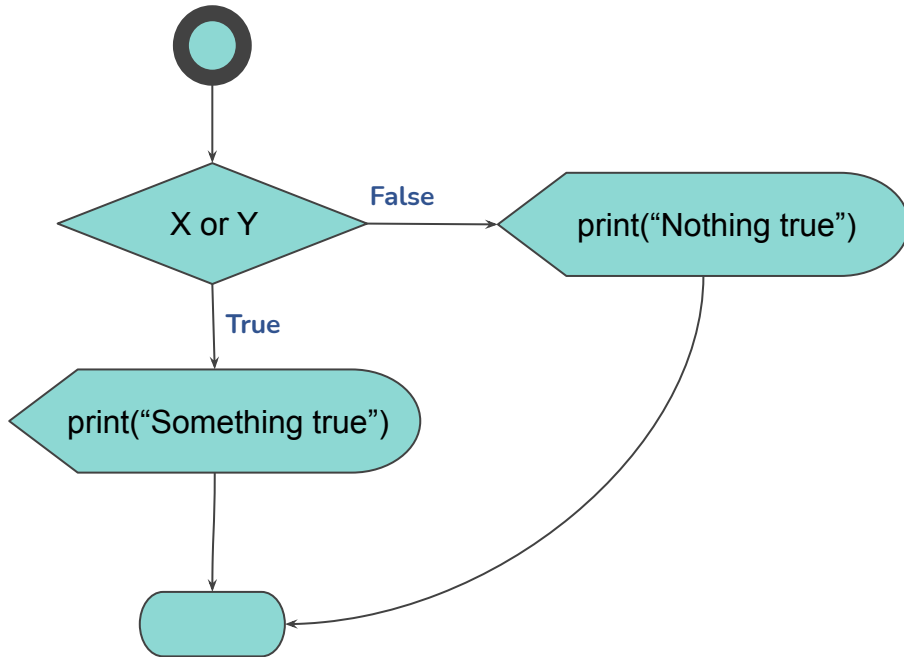 X or Y
False
print(“Nothing true”)
True
print(“Something true”)